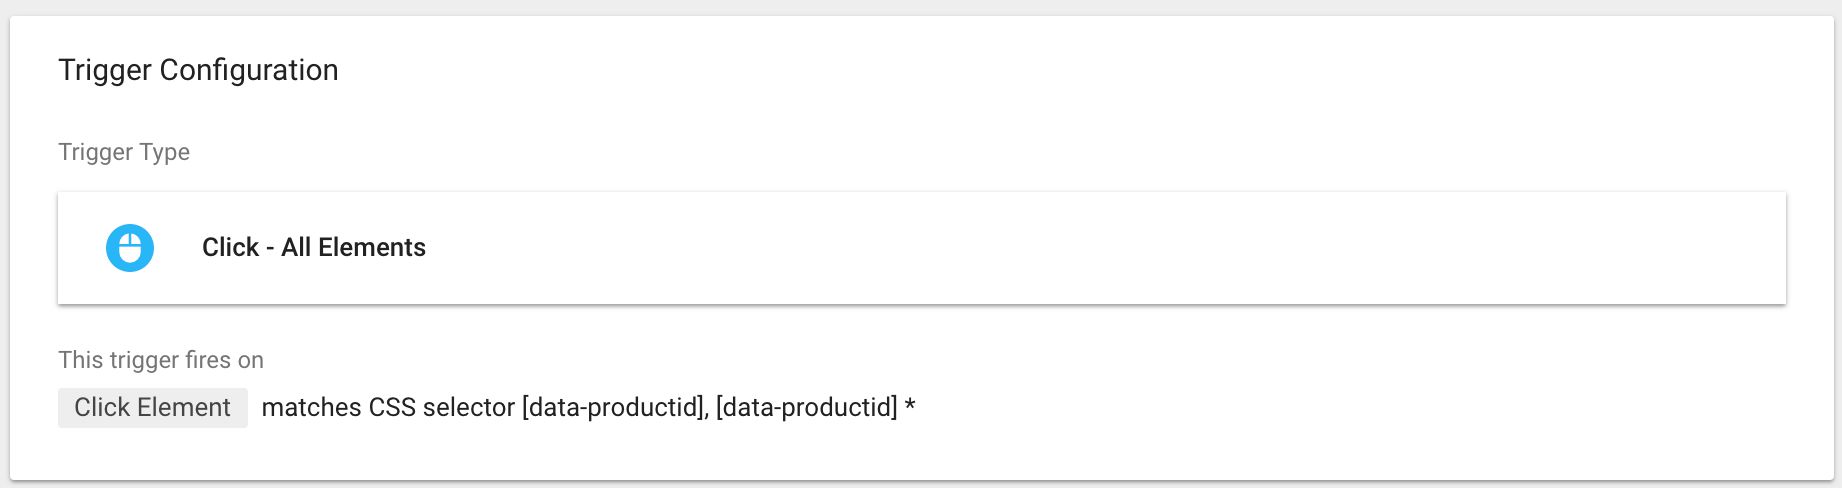 Trigger Configuration
Trigger Type
Click - All Elements
This trigger fires on
Click Element matches CSS selector [data-productid], [data-productid] *